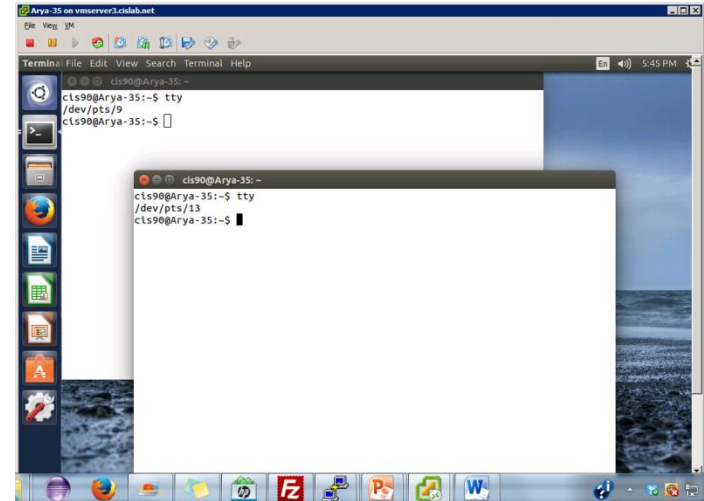 Arya-35 on vmserver3.cislab.net
File View VM
Terminal File Edit View Search Terminal Help
En 5:45 PM
cis90@Arya-35: ~
cis90@Arya-35:~$ tty
/dev/pts/9
cis90@Arya-35:~$
cis90@Arya-35: ~
cis90@Arya-35:~$ tty
/dev/pts/13
cis90@Arya-35:~$